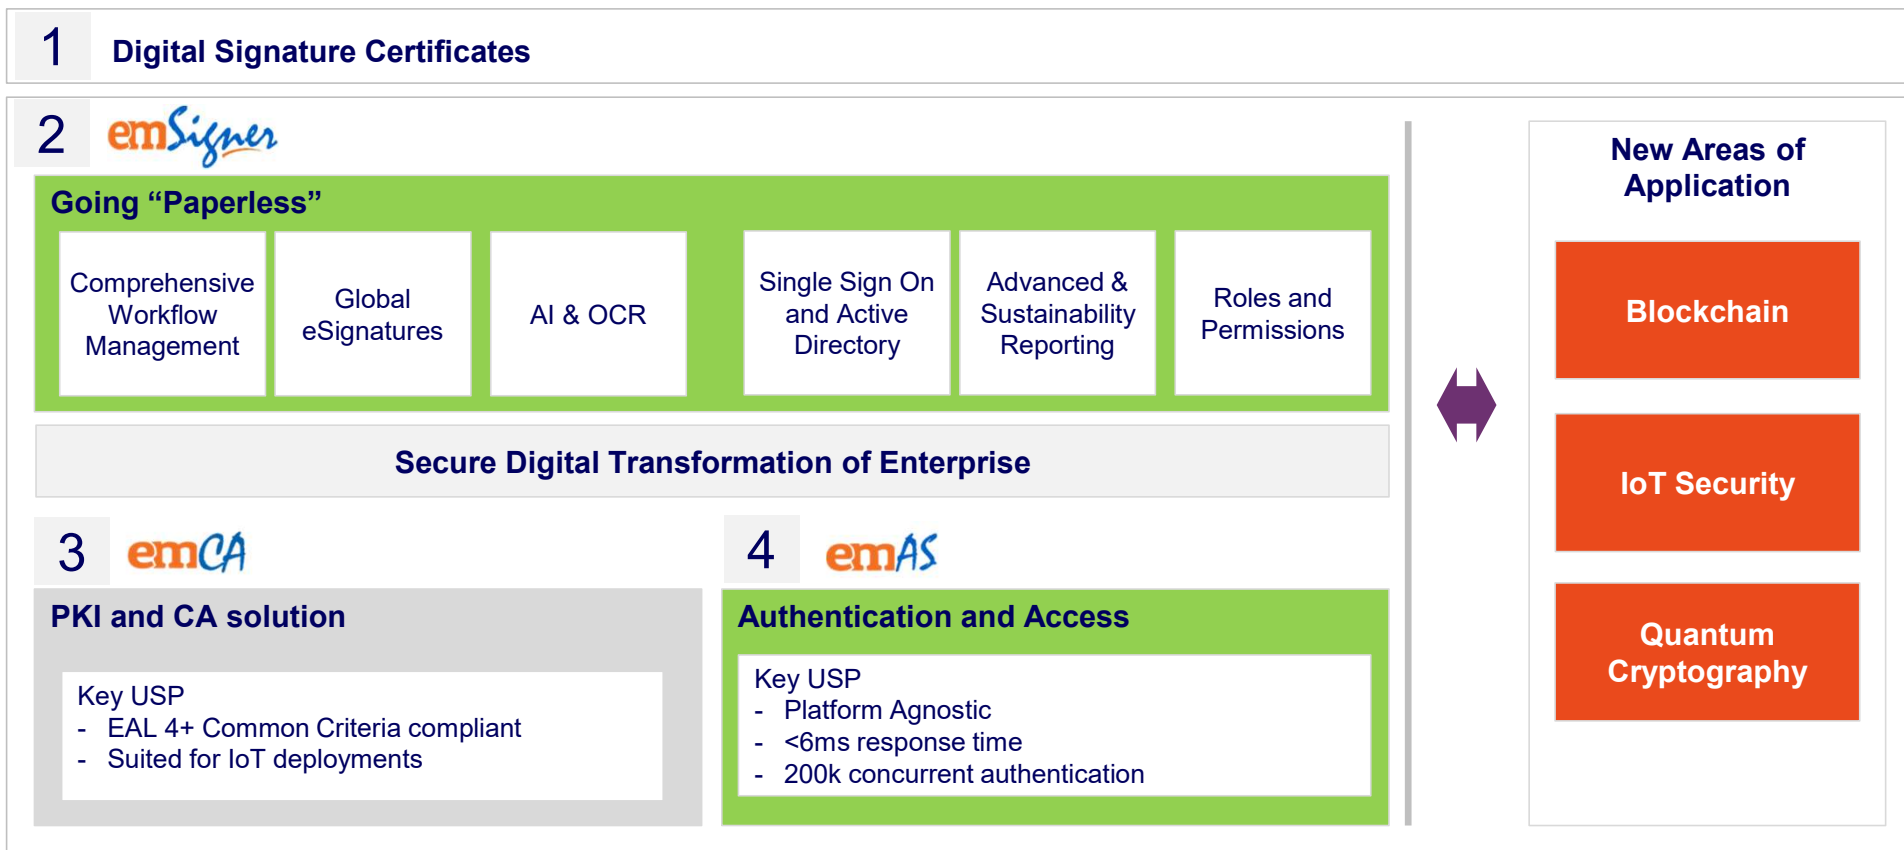 1
Digital Signature Certificates
2
emSigner
Going “Paperless”
Comprehensive
Workflow
Management
Global
eSignatures
AI & OCR
Single Sign On
and Active
Directory
Advanced &
Sustainability
Reporting
Roles and
Permissions
Secure Digital Transformation of Enterprise
3
emCA
PKI and CA solution
Key USP
- EAL 4+ Common Criteria compliant
- Suited for IoT deployments
4
emAS
Authentication and Access
Key USP
- Platform Agnostic
- <6ms response time
- 200k concurrent authentication
New Areas of
Application
Blockchain
IoT Security
Quantum
Cryptography